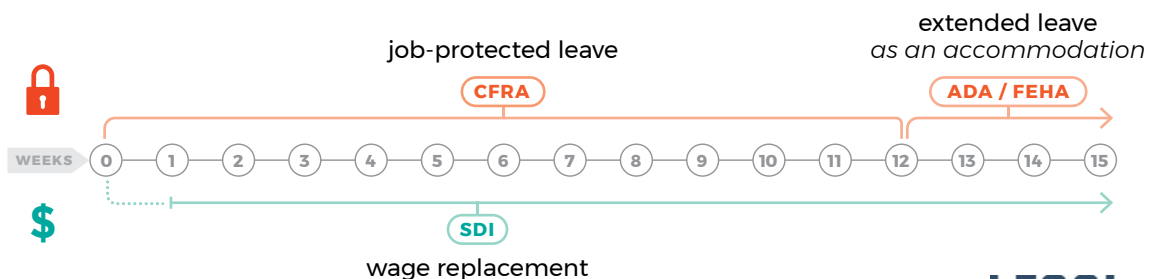 extended leave
job-protected leave
as an accommodation
CFRA
ADA / FEHA
WEEKS 0 1 2 3 4 5 6 7 8 9 10 11 12 13 14 15
$
SDI
wage replacement